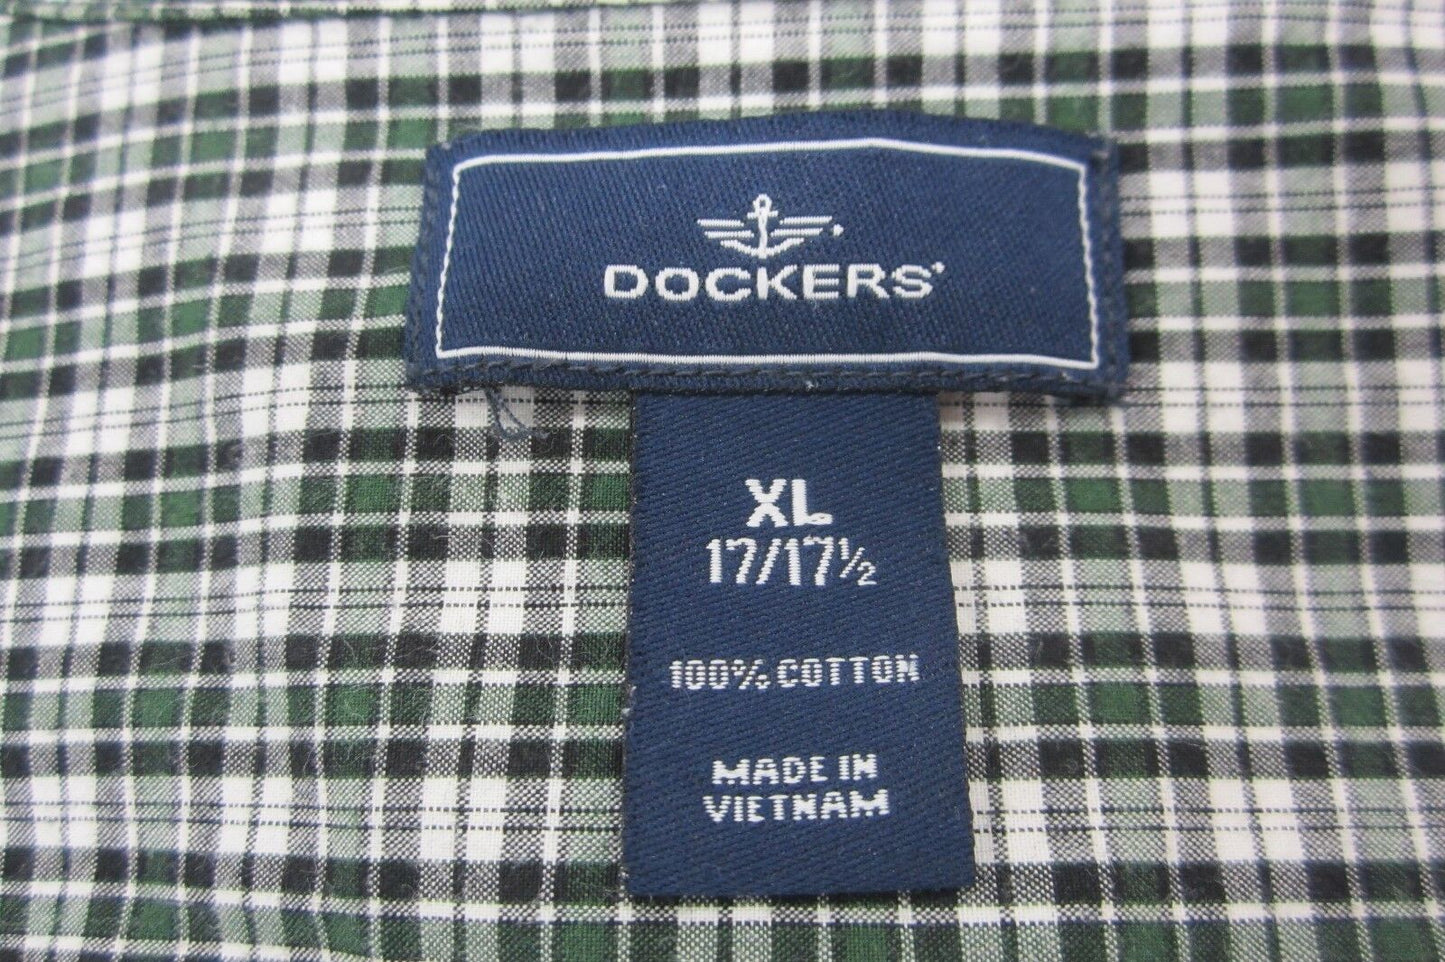 DOCKERS
XL
17/17½
100% COTTON
MADE IN
VIETNAM